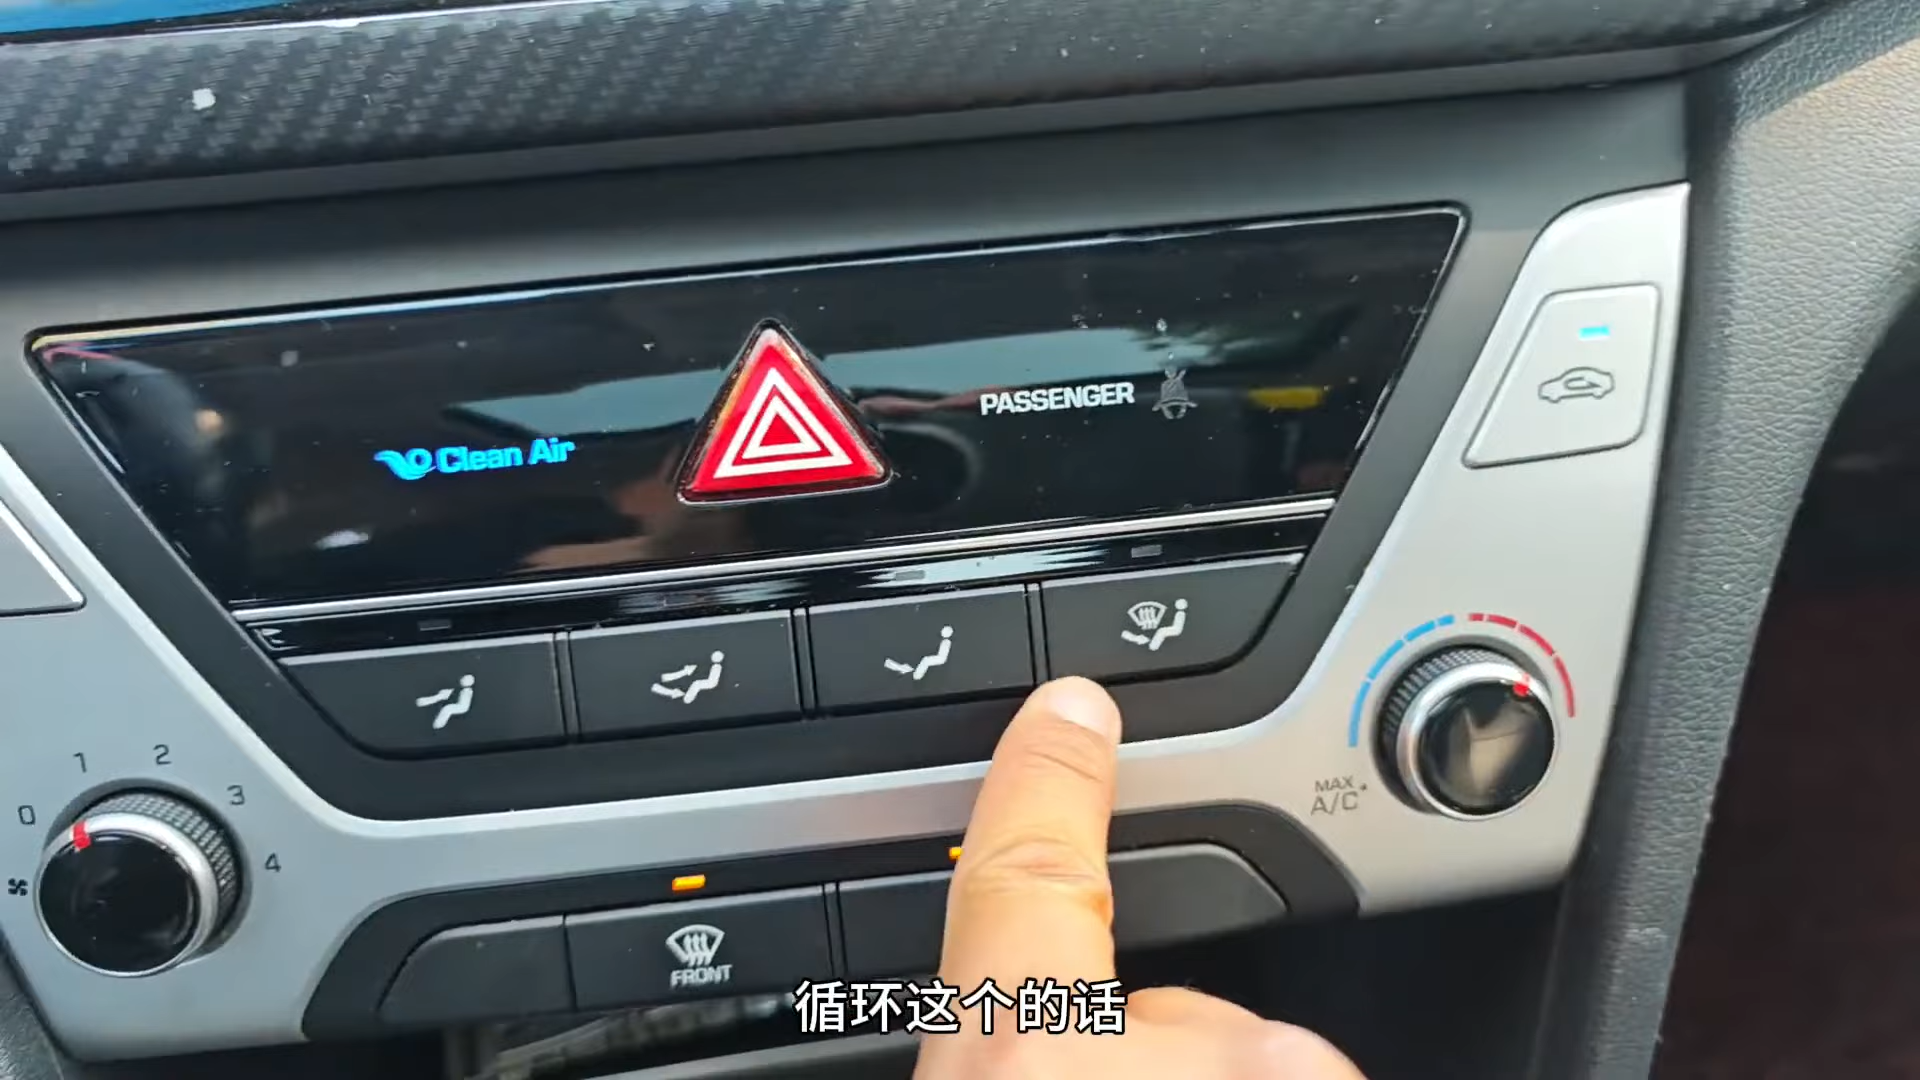 Clean Air
PASSENGER
0
1
2
3
4
MAX
A/C
FRONT
循环这个的话